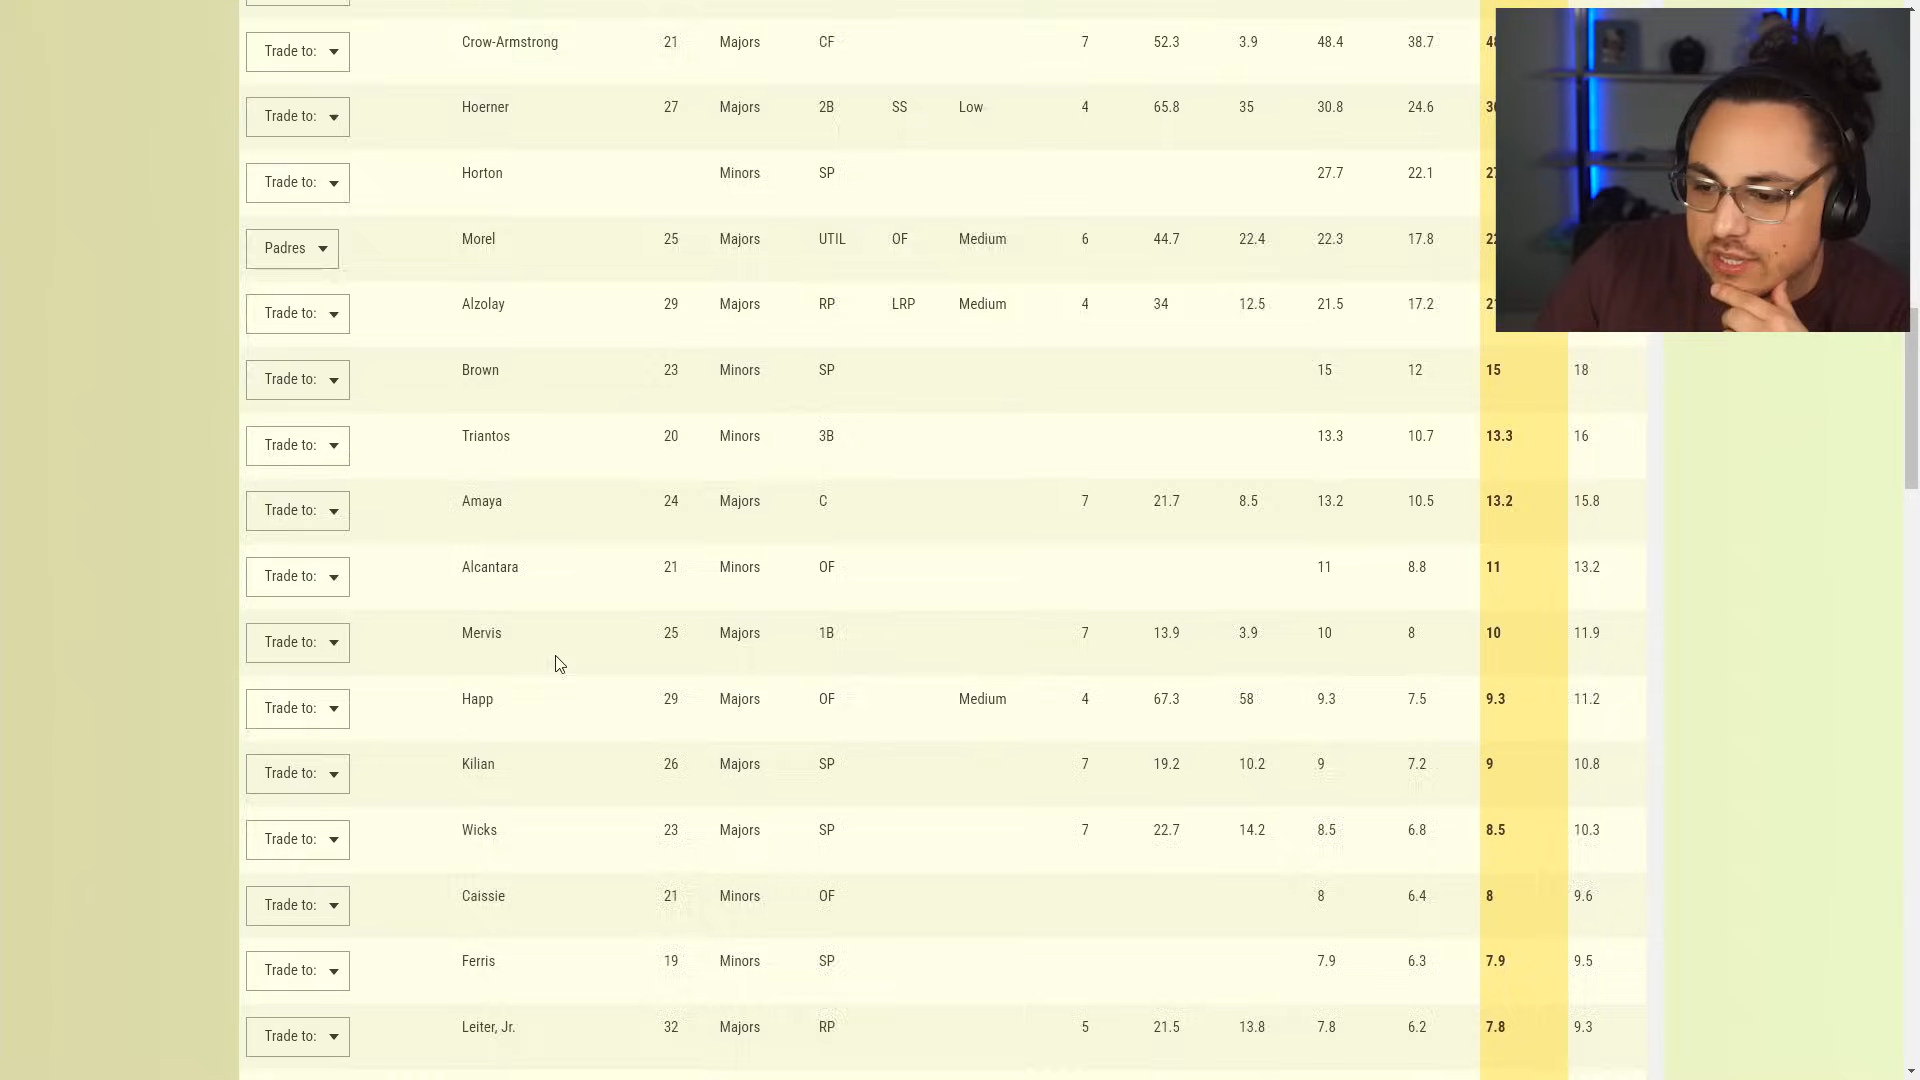 Trade to: Crow-Armstrong 21 Majors CF 7 52.3 3.9 48.4 38.7
Trade to: Hoerner 27 Majors 2B SS Low 4 65.8 35 30.8 24.6
Trade to: Horton Minors SP 27.7 22.1
Padres Morel 25 Majors UTIL OF Medium 6 44.7 22.4 22.3 17.8
Trade to: Alzolay 29 Majors RP LRP Medium 4 34 12.5 21.5 17.2
Trade to: Brown 23 Minors SP 15 12 15 18
Trade to: Triantos 20 Minors 3B 13.3 10.7 13.3 16
Trade to: Amaya 24 Majors C 7 21.7 8.5 13.2 10.5 13.2 15.8
Trade to: Alcantara 21 Minors OF 11 8.8 11 13.2
Trade to: Mervis 25 Majors 1B 7 13.9 3.9 10 8 10 11.9
Trade to: Happ 29 Majors OF Medium 4 67.3 58 9.3 7.5 9.3 11.2
Trade to: Kilian 26 Majors SP 7 19.2 10.2 9 7.2 9 10.8
Trade to: Wicks 23 Majors SP 7 22.7 14.2 8.5 6.8 8.5 10.3
Trade to: Caissie 21 Minors OF 8 6.4 8 9.6
Trade to: Ferris 19 Minors SP 7.9 6.3 7.9 9.5
Trade to: Leiter, Jr. 32 Majors RP 5 21.5 13.8 7.8 6.2 7.8 9.3